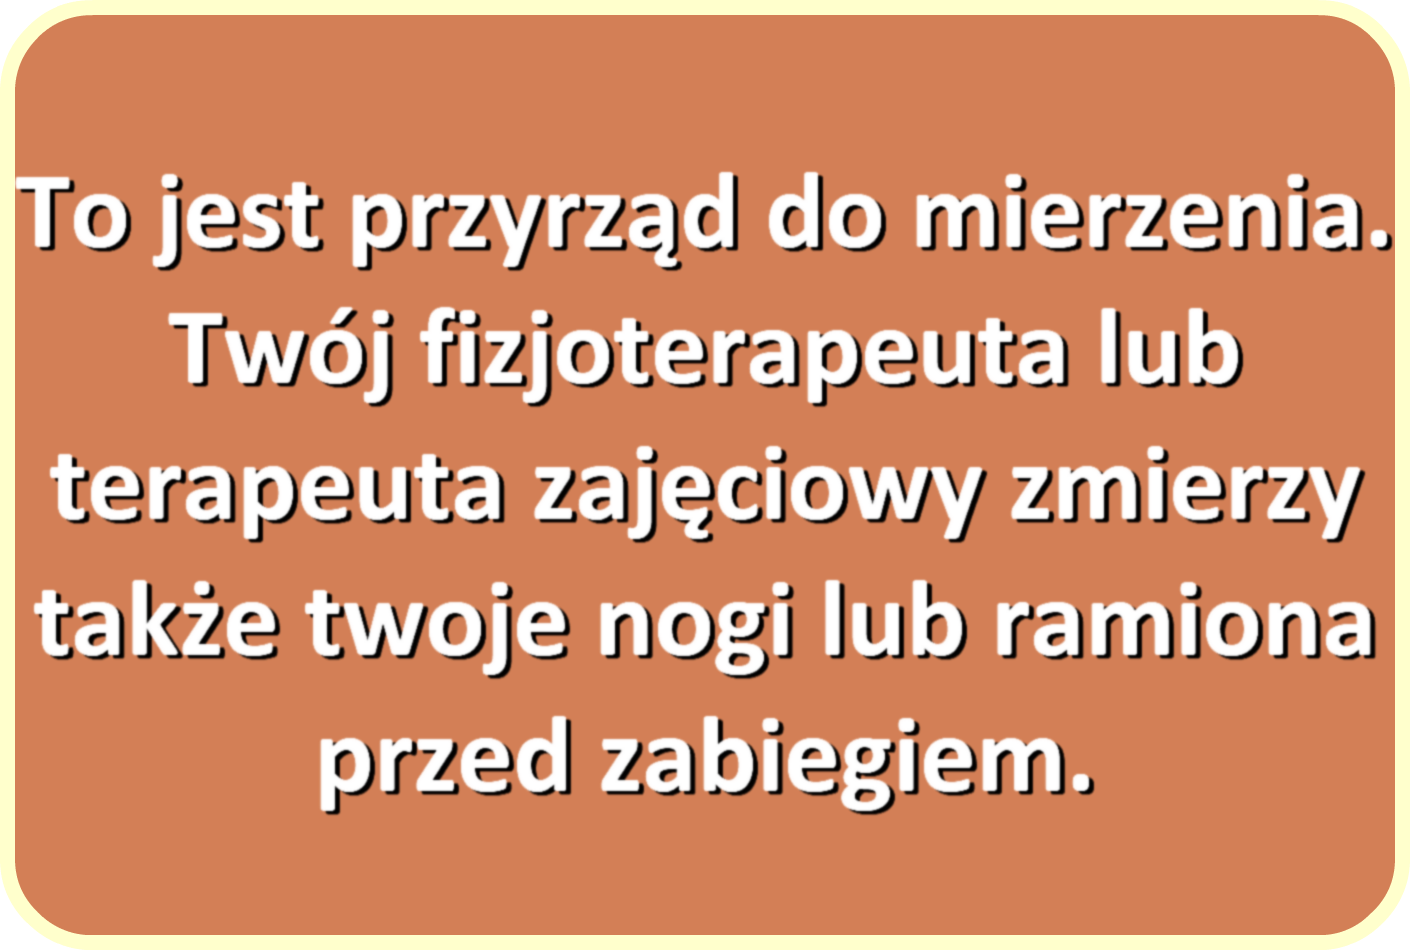 To jest przyrząd do mierzenia.
Twój fizjoterapeuta lub
terapeuta zajęciowy zmierzy
także twoje nogi lub ramiona
przed zabiegiem.